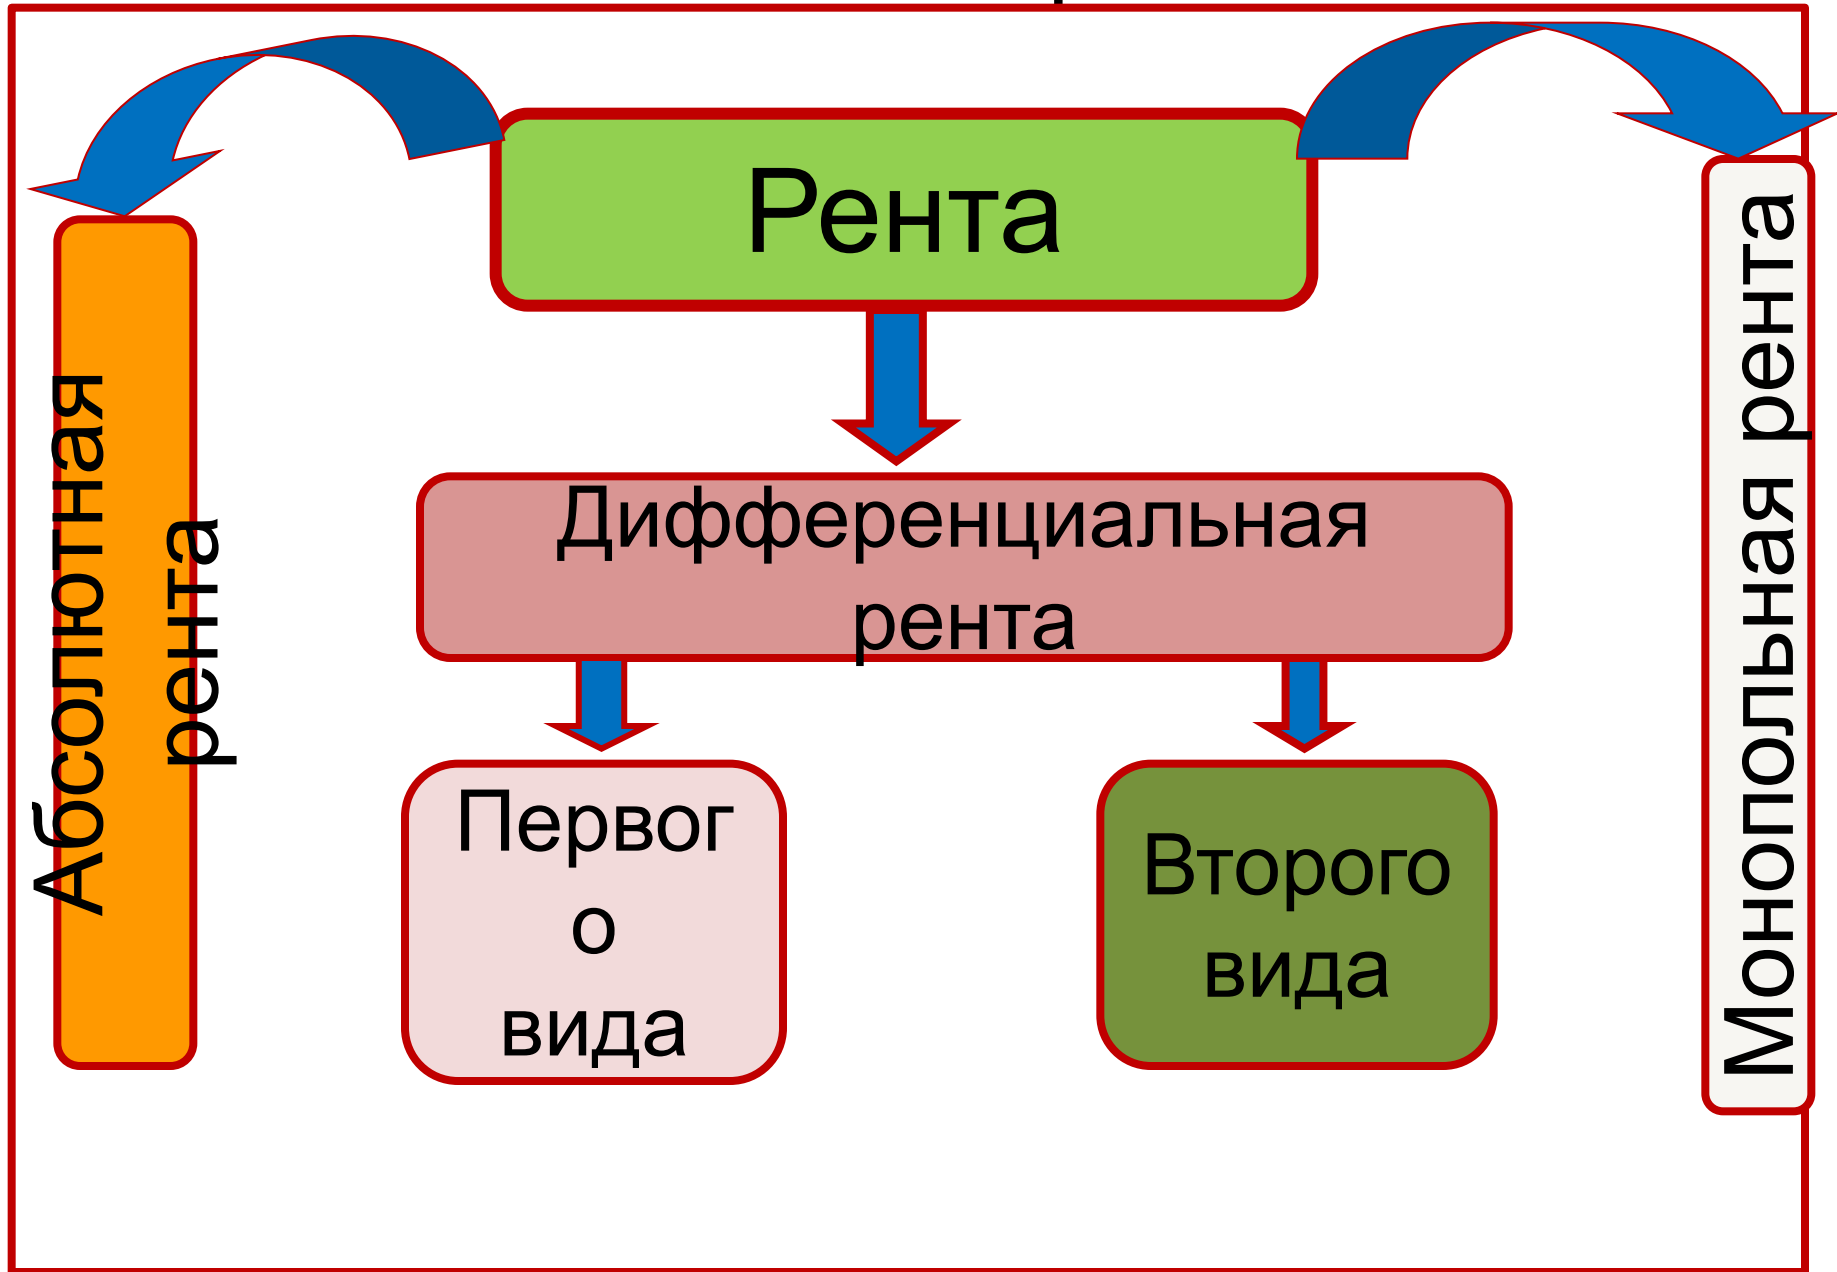 Рента
Абсолютная
рента
Дифференциальная
рента
Первог
о
вида
Второго
вида
Монопольная рента